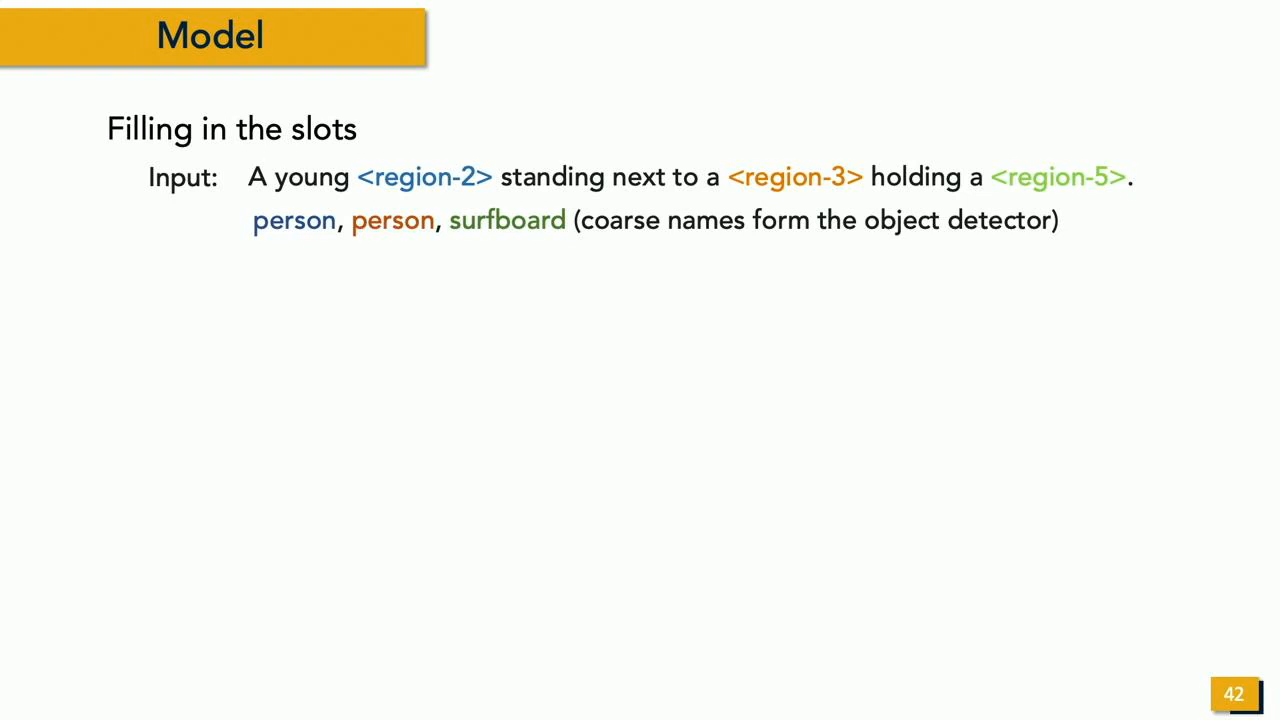 Model
Filling in the slots
Input: A young <region-2> standing next to a <region-3> holding a <region-5>.
person, person, surfboard (coarse names form the object detector)
42